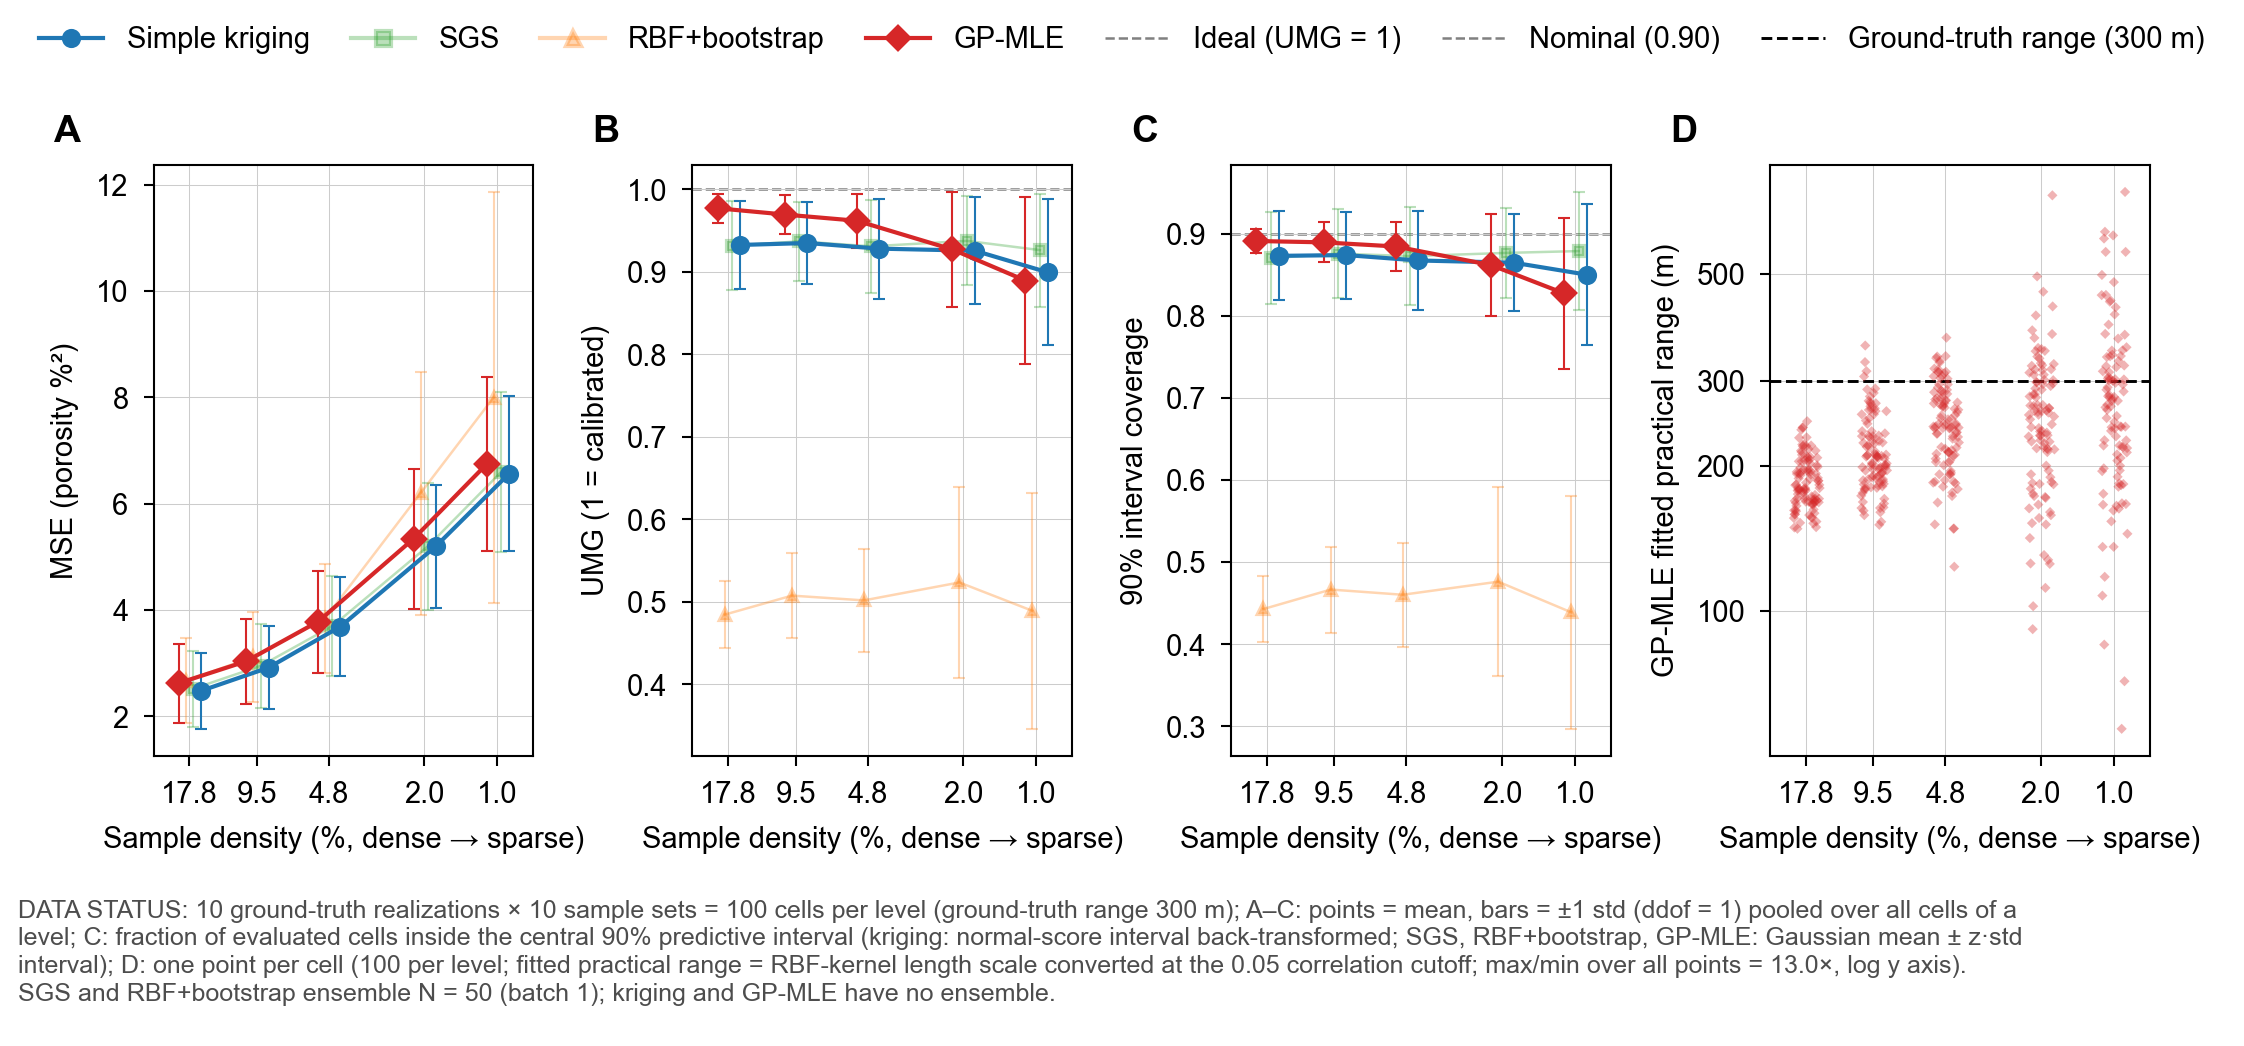 Simple kriging SGS RBF+bootstrap GP-MLE Ideal (UMG = 1) Nominal (0.90) Ground-truth range (300 m)
A
MSE (porosity %²)
12
10
8
6
4
2
17.8 9.5 4.8 2.0 1.0
Sample density (%, dense → sparse)
B
UMG (1 = calibrated)
1.0
0.9
0.8
0.7
0.6
0.5
0.4
17.8 9.5 4.8 2.0 1.0
Sample density (%, dense → sparse)
C
90% interval coverage
0.9
0.8
0.7
0.6
0.5
0.4
0.3
17.8 9.5 4.8 2.0 1.0
Sample density (%, dense → sparse)
D
GP-MLE fitted practical range (m)
500
300
200
100
17.8 9.5 4.8 2.0 1.0
Sample density (%, dense → sparse)
DATA STATUS: 10 ground-truth realizations × 10 sample sets = 100 cells per level (ground-truth range 300 m); A–C: points = mean, bars = ±1 std (ddof = 1) pooled over all cells of a
level; C: fraction of evaluated cells inside the central 90% predictive interval (kriging: normal-score interval back-transformed; SGS, RBF+bootstrap, GP-MLE: Gaussian mean ± z·std
interval); D: one point per cell (100 per level; fitted practical range = RBF-kernel length scale converted at the 0.05 correlation cutoff; max/min over all points = 13.0×, log y axis).
SGS and RBF+bootstrap ensemble N = 50 (batch 1); kriging and GP-MLE have no ensemble.